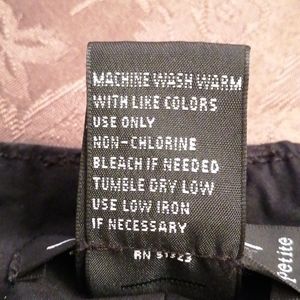 MACHINE WASH WARM
WITH LIKE COLORS
USE ONLY
NON-CHLORINE
BLEACH IF NEEDED
TUMBLE DRY LOW
USE LOW IRON
IF NECESSARY
RN 51323
petite